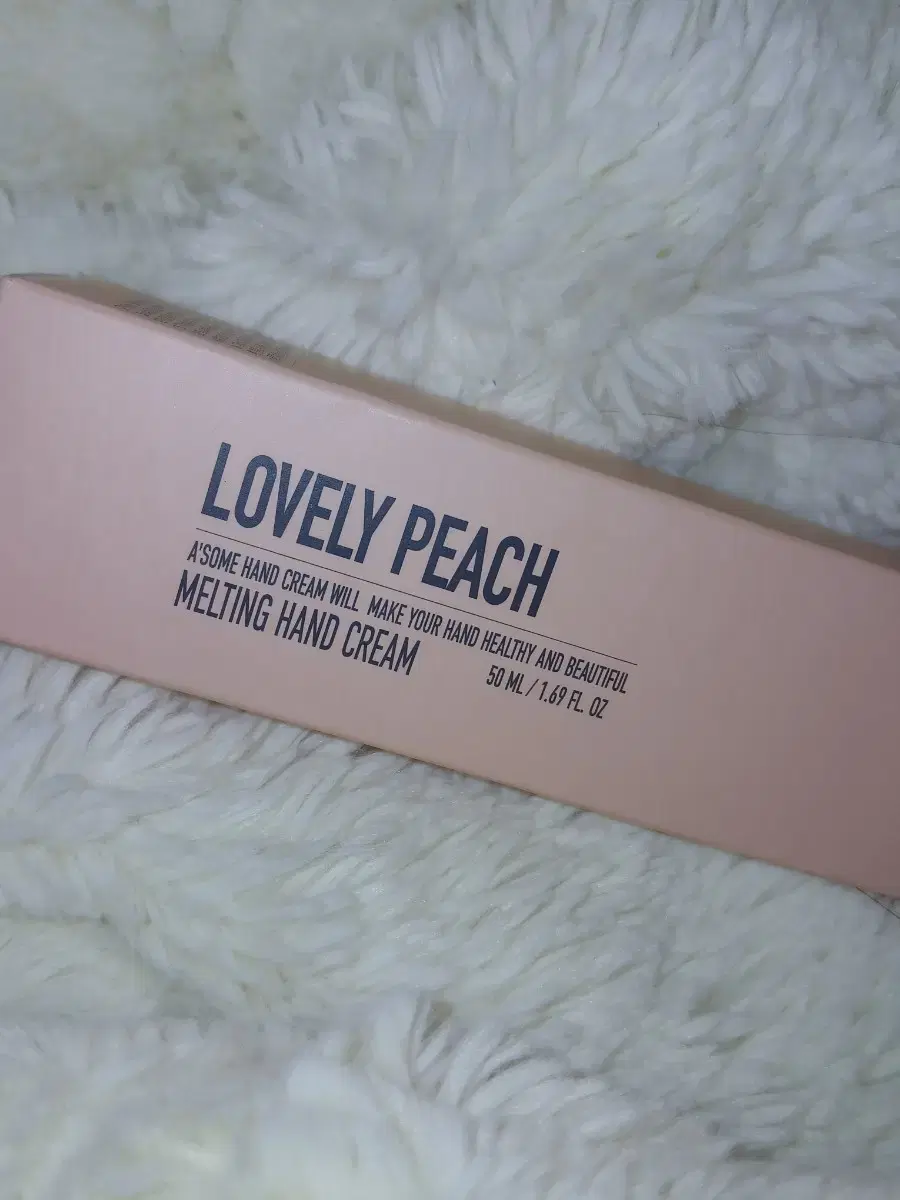 LOVELY PEACH
A'SOME HAND CREAM WILL MAKE YOUR HAND HEALTHY AND BEAUTIFUL
MELTING HAND CREAM
50 ML / 1.69 FL. OZ